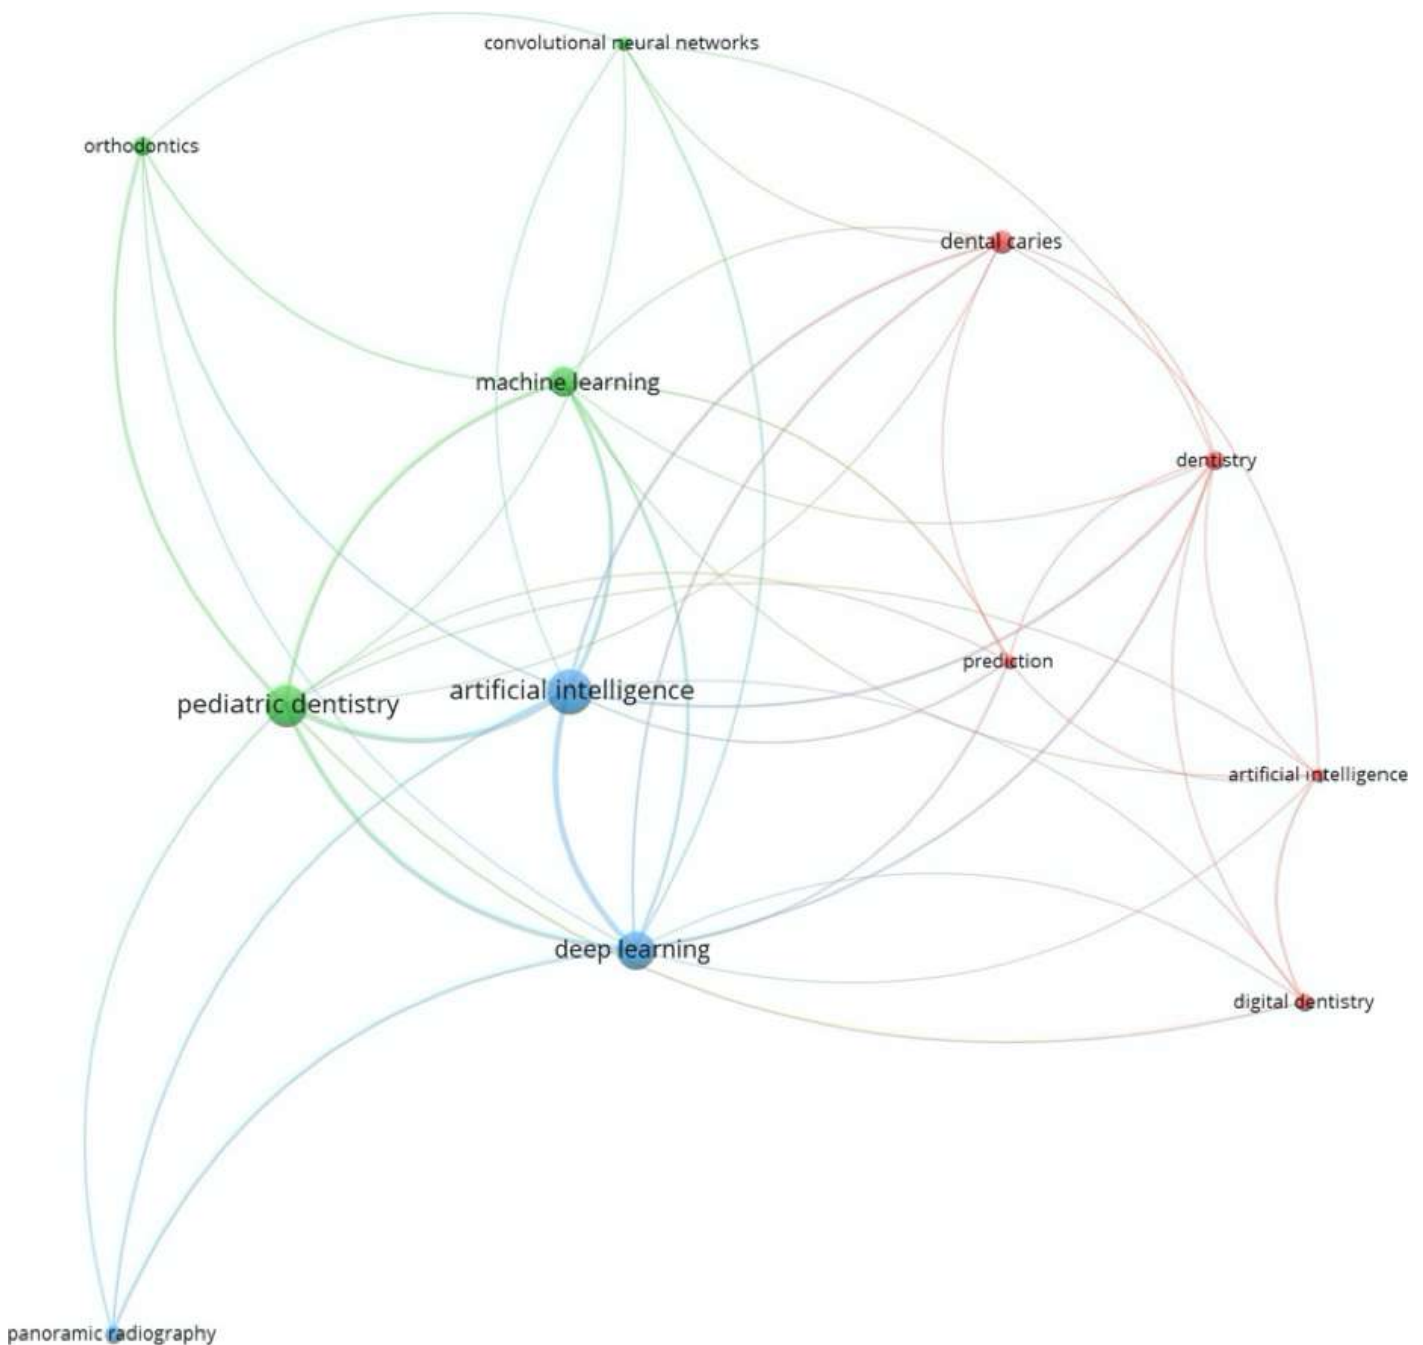 convolutional neural networks
orthodontics
dental caries
machine learning
dentistry
prediction
artificial intelligence
pediatric dentistry
artificial intelligence
deep learning
digital dentistry
panoramic radiography